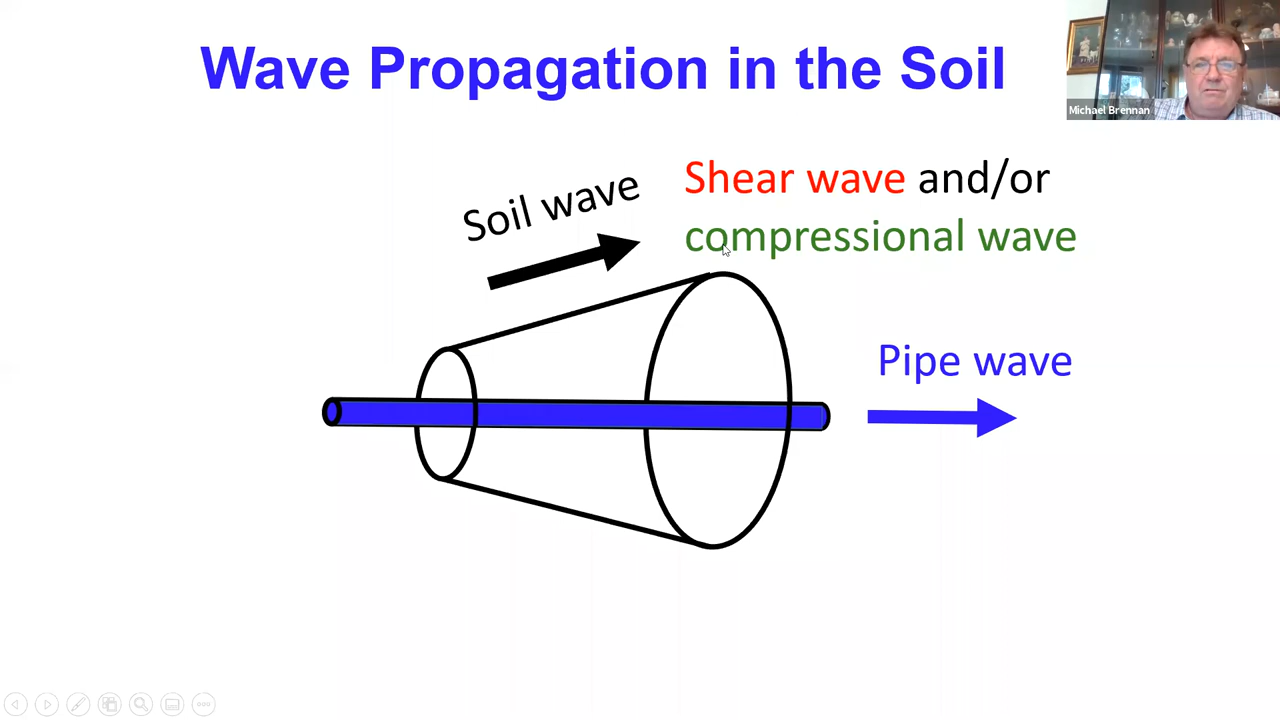 Wave Propagation in the Soil
Michael Brennan
Soil wave
Shear wave and/or
compressional wave
Pipe wave